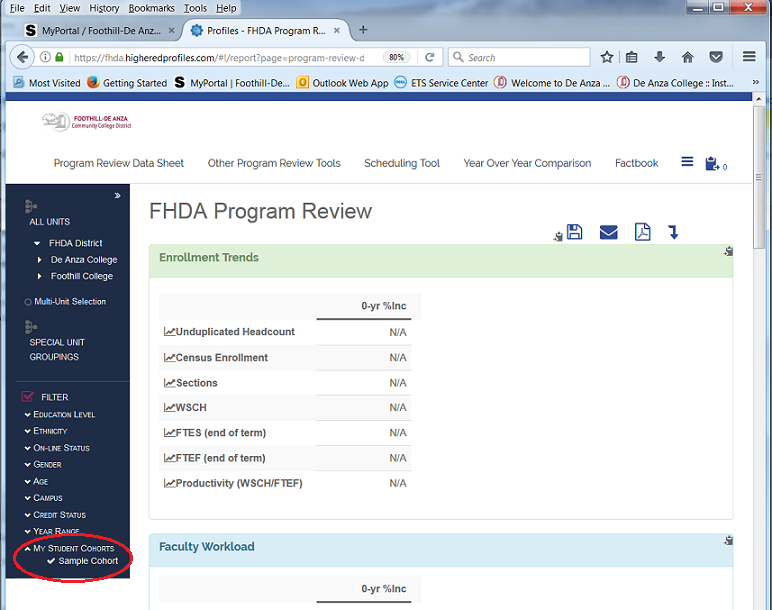 File Edit View History Bookmarks Tools Help
MyPortal / Foothill-De Anz...
Profiles - FHDA Program R...
https://fhda.higheredprofiles.com/#!/report?page=program-review-d
80%
Search
Most Visited
Getting Started
MyPortal | Foothill-De...
Outlook Web App
ETS Service Center
Welcome to De Anza ...
De Anza College :: Inst...
FOOTHILL-DE ANZA
Community College District
Program Review Data Sheet
Other Program Review Tools
Scheduling Tool
Year Over Year Comparison
Factbook
0
ALL UNITS
FHDA District
De Anza College
Foothill College
Multi-Unit Selection
SPECIAL UNIT
GROUPINGS
FILTER
EDUCATION LEVEL
ETHNICITY
ON-LINE STATUS
GENDER
AGE
CAMPUS
CREDIT STATUS
YEAR RANGE
MY STUDENT COHORTS
Sample Cohort
FHDA Program Review
Enrollment Trends
0-yr %Inc
Unduplicated Headcount N/A
Census Enrollment N/A
Sections N/A
WSCH N/A
FTES (end of term) N/A
FTEF (end of term) N/A
Productivity (WSCH/FTEF) N/A
Faculty Workload
0-yr %Inc